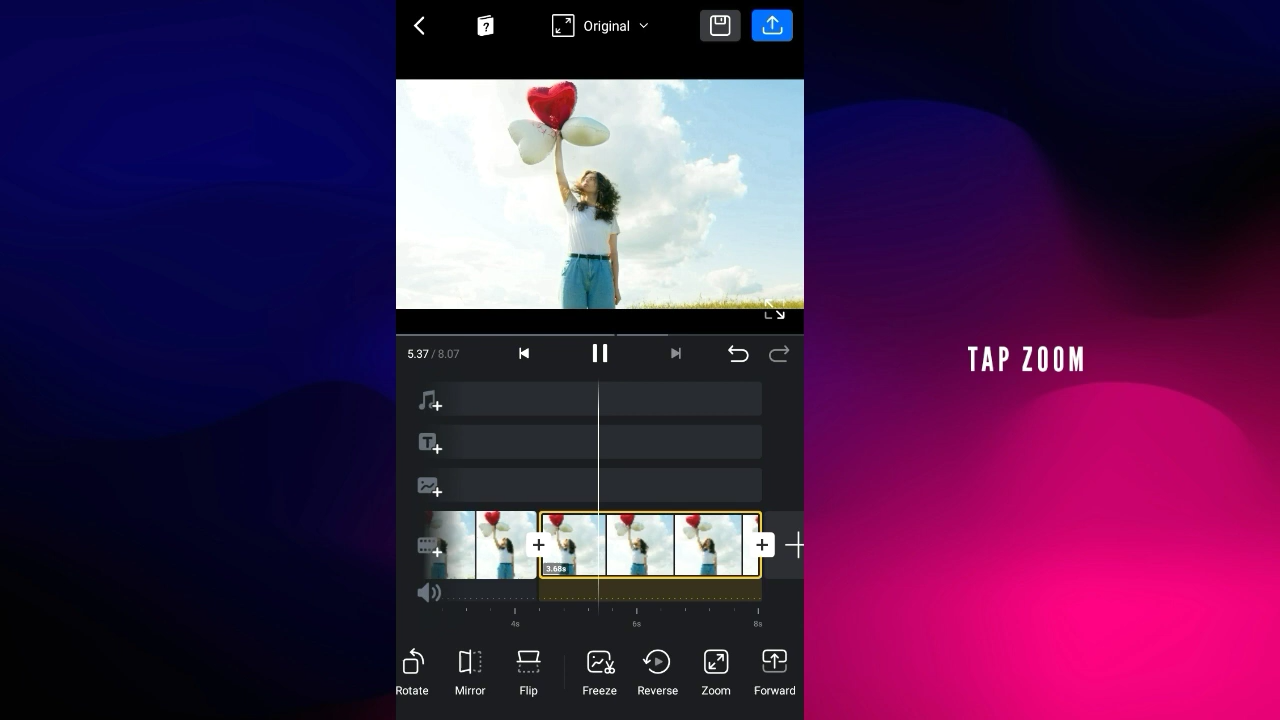 Original
5.37 / 8.07
TAP ZOOM
3.68s
4s 6s 8s
Rotate Mirror Flip Freeze Reverse Zoom Forward